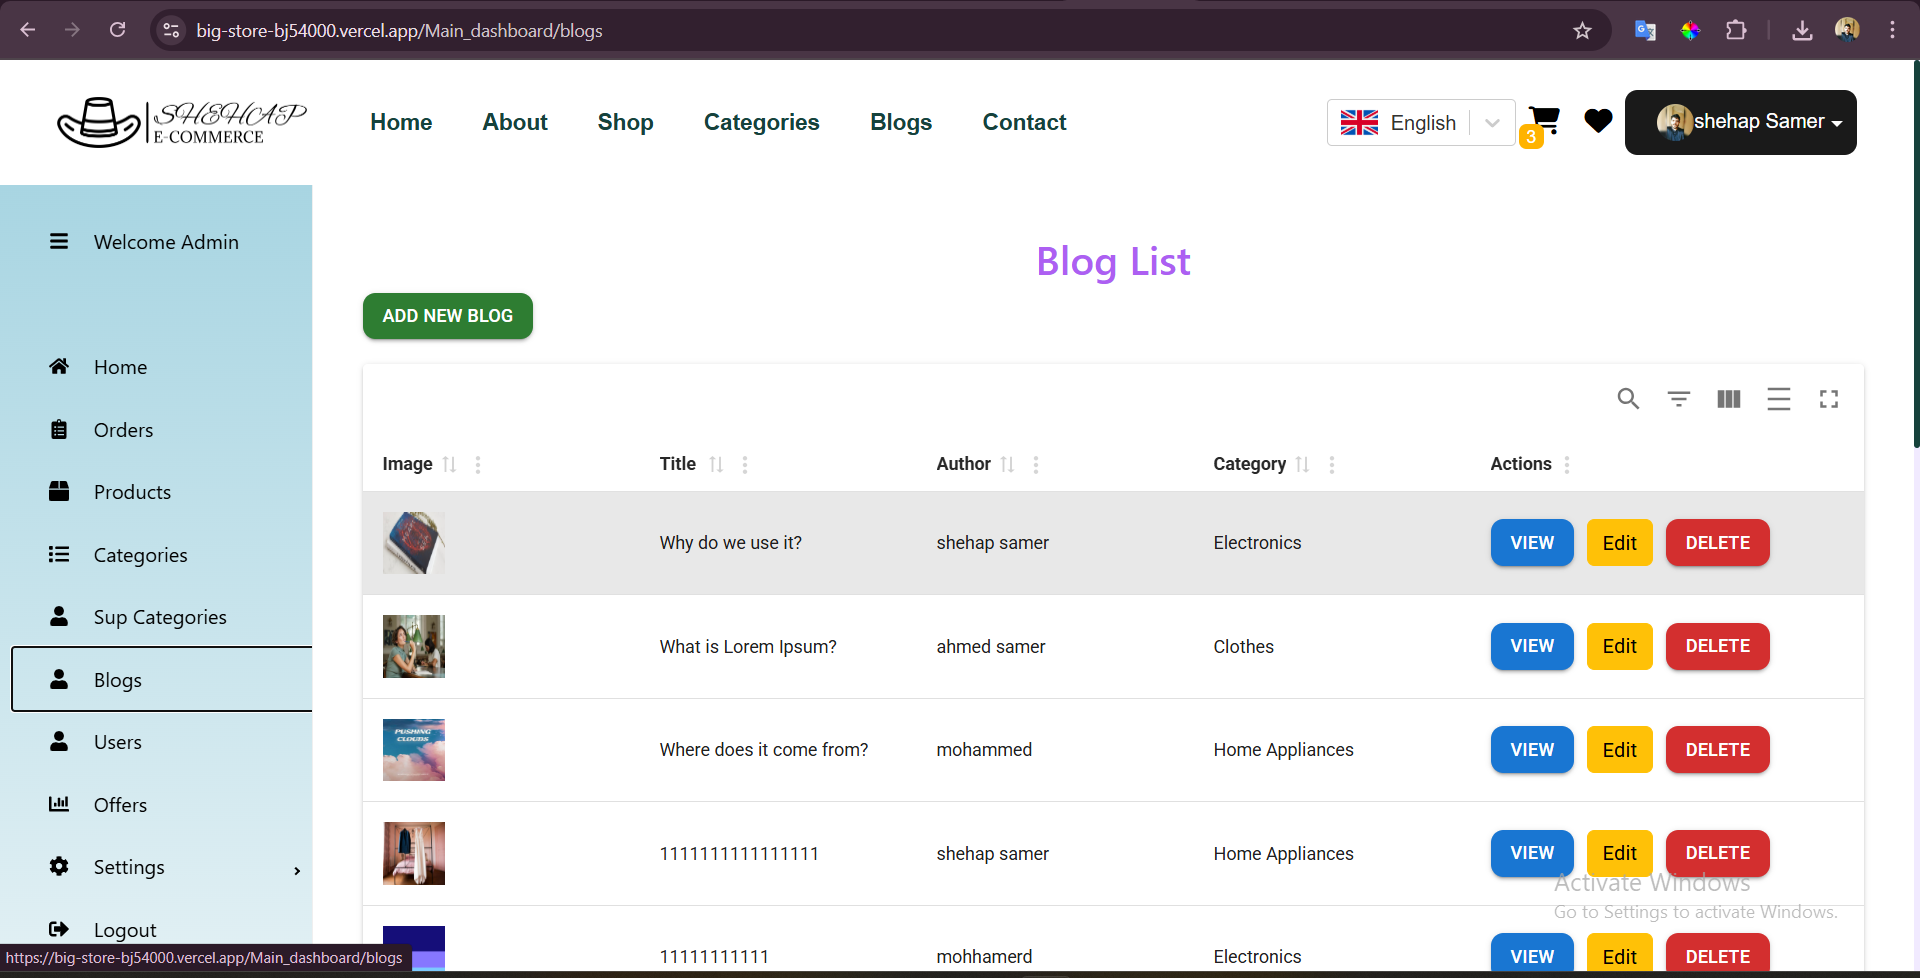 big-store-bj54000.vercel.app/Main_dashboard/blogs
SHEHAP
E-COMMERCE
Home About Shop Categories Blogs Contact
English
3
shehap Samer
Welcome Admin
Home
Orders
Products
Categories
Sup Categories
Blogs
Users
Offers
Settings
Logout
Blog List
ADD NEW BLOG
Image Title Author Category Actions
Why do we use it? shehap samer Electronics VIEW Edit DELETE
What is Lorem Ipsum? ahmed samer Clothes VIEW Edit DELETE
PUSHING
CLOUDS
Where does it come from? mohammed Home Appliances VIEW Edit DELETE
1111111111111111 shehap samer Home Appliances VIEW Edit DELETE
11111111111 mohhamerd Electronics VIEW Edit DELETE
Activate Windows
Go to Settings to activate Windows.
https://big-store-bj54000.vercel.app/Main_dashboard/blogs